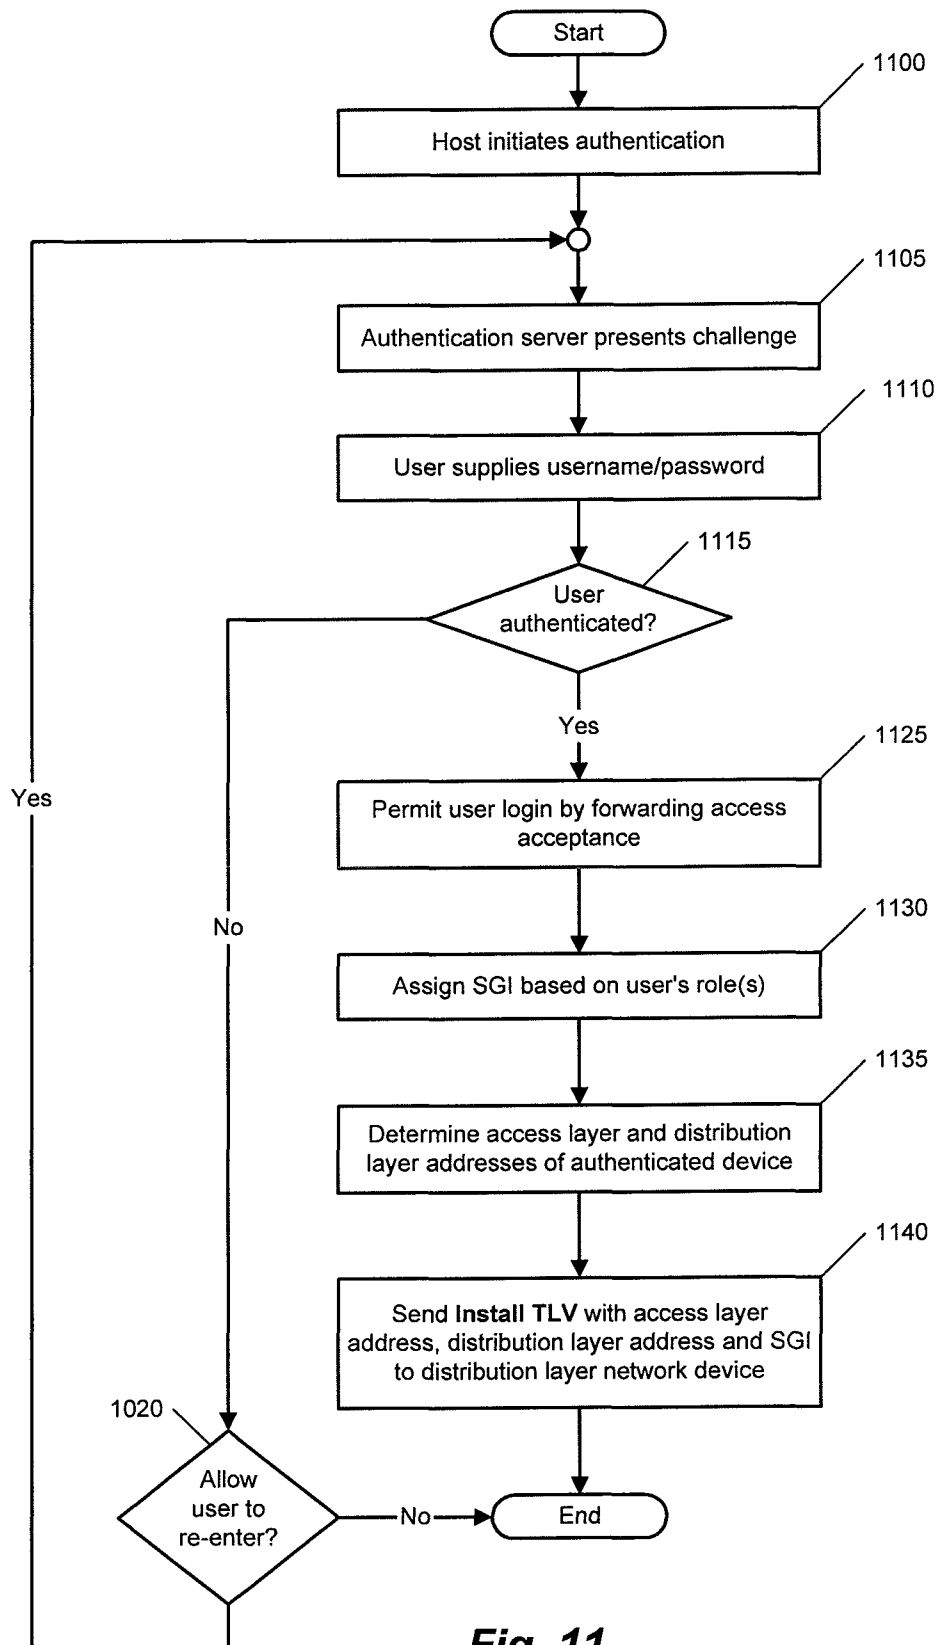 Start
1100
Host initiates authentication
1105
Authentication server presents challenge
1110
User supplies username/password
1115
User
authenticated?
Yes
1125
Permit user login by forwarding access
acceptance
Yes
No
1130
Assign SGI based on user's role(s)
1135
Determine access layer and distribution
layer addresses of authenticated device
1140
Send Install TLV with access layer
address, distribution layer address and SGI
to distribution layer network device
1020
Allow
user to
re-enter?
No
End
Fig. 11